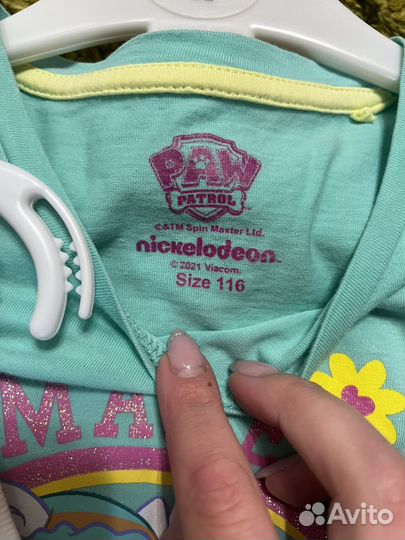 PAW
PATROL
©&TM Spin Master Ltd.
nickelodeon
© 2021 Viacom.
Size 116
Avito